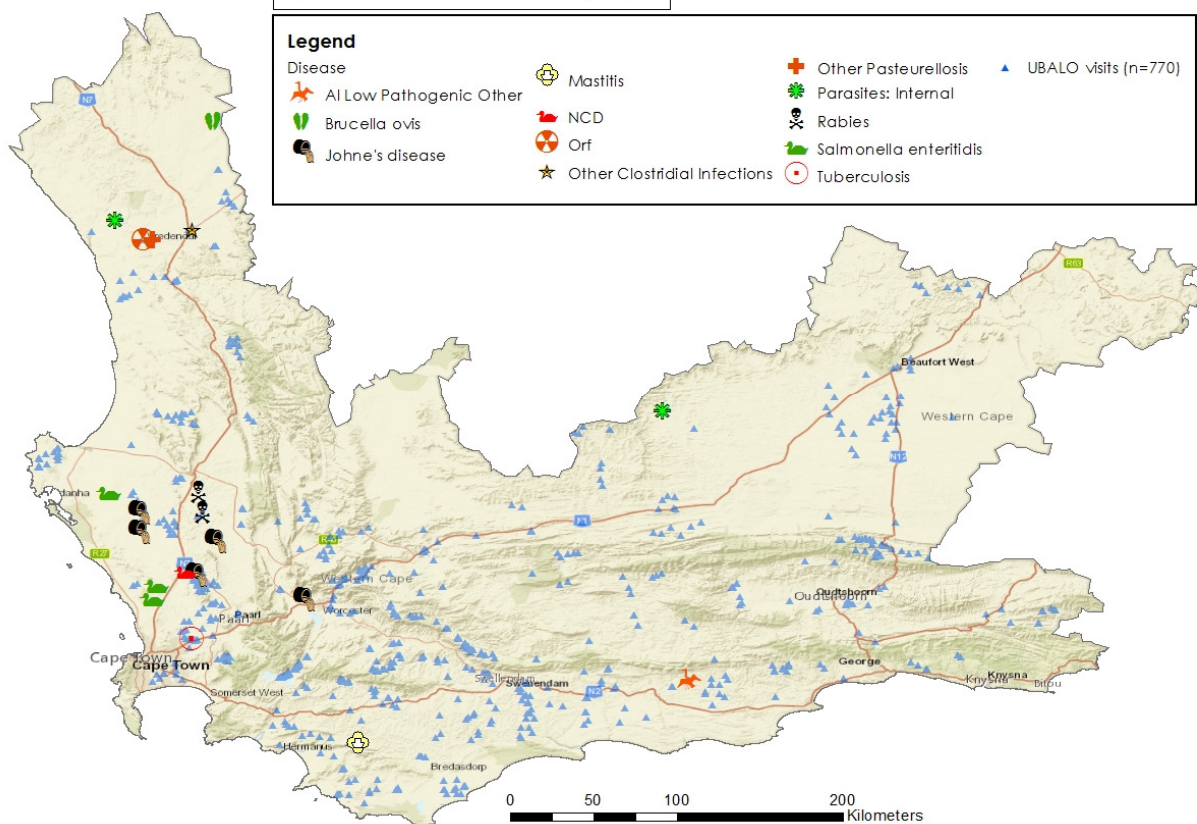 Legend
Disease
AI Low Pathogenic Other
Brucella ovis
Johne's disease
Mastitis
NCD
Orf
Other Clostridial Infections
Other Pasteurellosis
Parasites: Internal
Rabies
Salmonella enteritidis
Tuberculosis
UBALO visits (n=770)
N7
R63
Beaufort West
Western Cape
N12
danha
R27
N1
Western Cape
Worcester
Paarl
Paarl
Oudtshoorn
Oudtshoorn
Cape Town
Cape Town
George
Somerset West
Swellendam
N2
Knysna
Knysna
Bitou
Hermanus
Bredasdorp
0 50 100 200
Kilometers